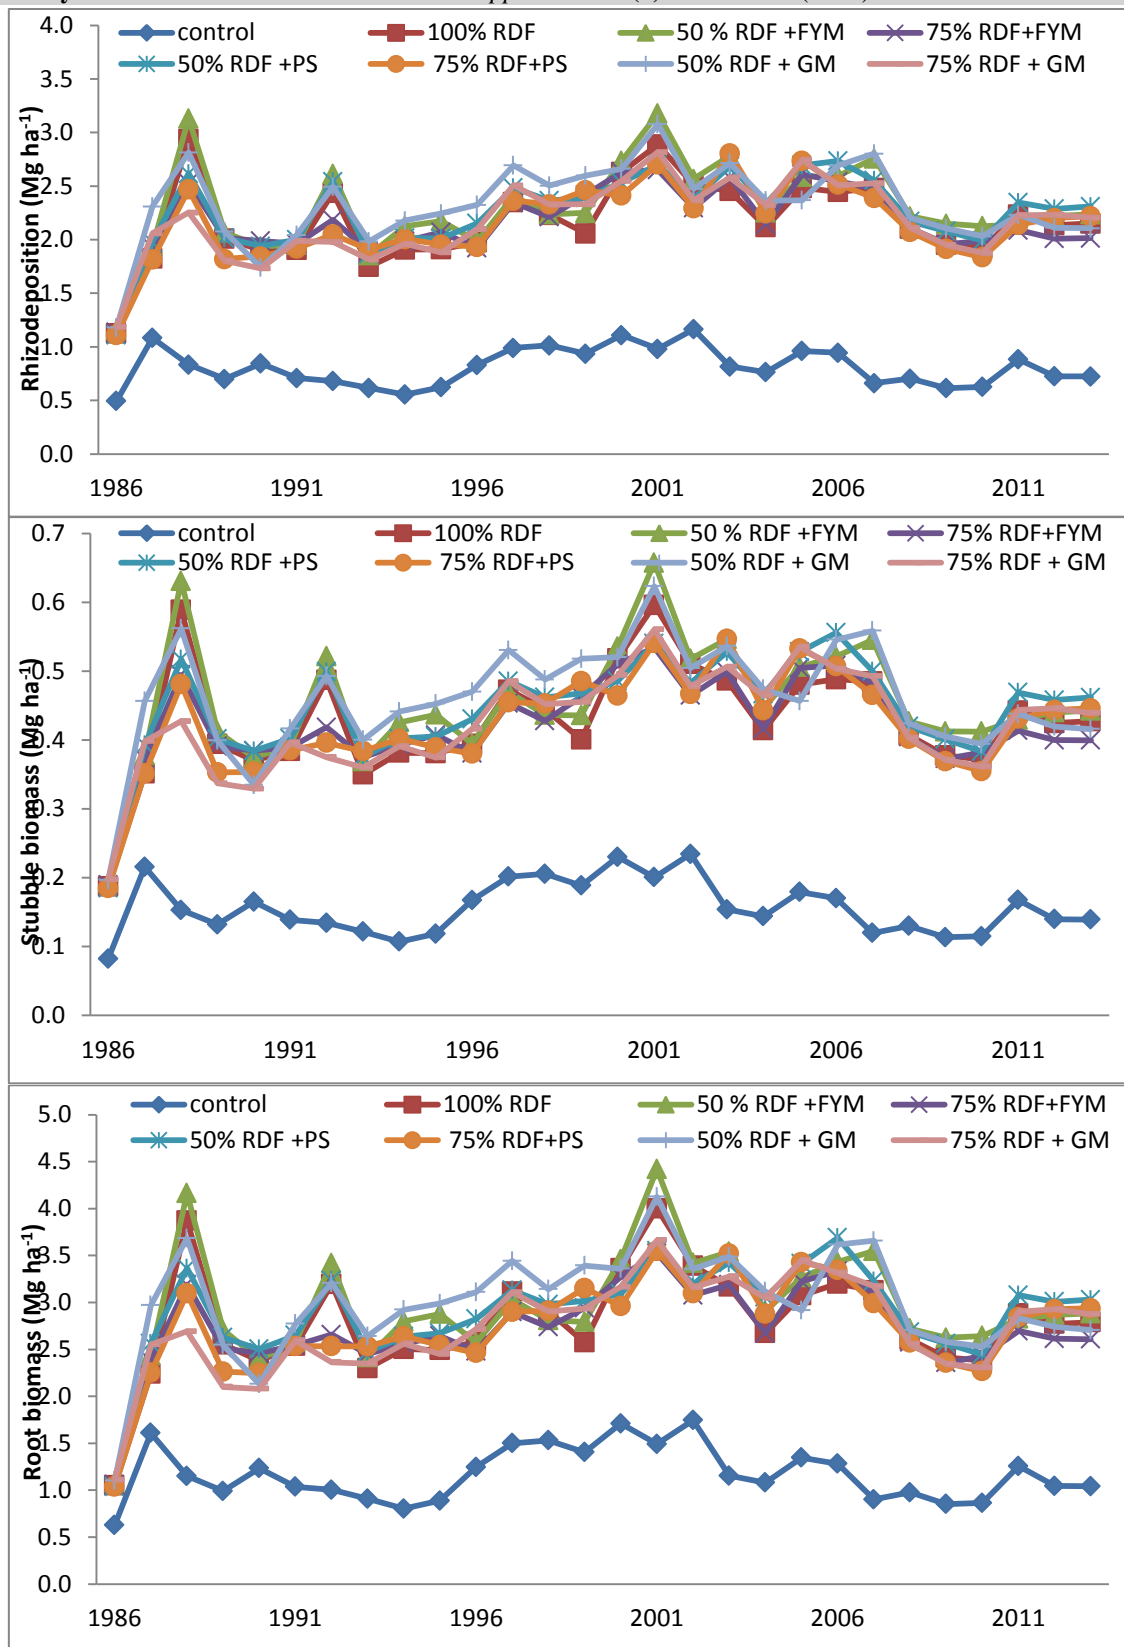 4.0
control 100% RDF 50 % RDF +FYM 75% RDF+FYM
50% RDF +PS 75% RDF+PS 50% RDF + GM 75% RDF + GM
3.5
3.0
2.5
2.0
1.5
1.0
0.5
0.0
Rhizodeposition (Mg ha-1)
1986 1991 1996 2001 2006 2011
0.7
control 100% RDF 50 % RDF +FYM 75% RDF+FYM
50% RDF +PS 75% RDF+PS 50% RDF + GM 75% RDF + GM
0.6
0.5
0.4
0.3
0.2
0.1
0.0
Stubble biomass (Mg ha-1)
1986 1991 1996 2001 2006 2011
5.0
control 100% RDF 50 % RDF +FYM 75% RDF+FYM
50% RDF +PS 75% RDF+PS 50% RDF + GM 75% RDF + GM
4.5
4.0
3.5
3.0
2.5
2.0
1.5
1.0
0.5
0.0
Root biomass (Mg ha-1)
1986 1991 1996 2001 2006 2011